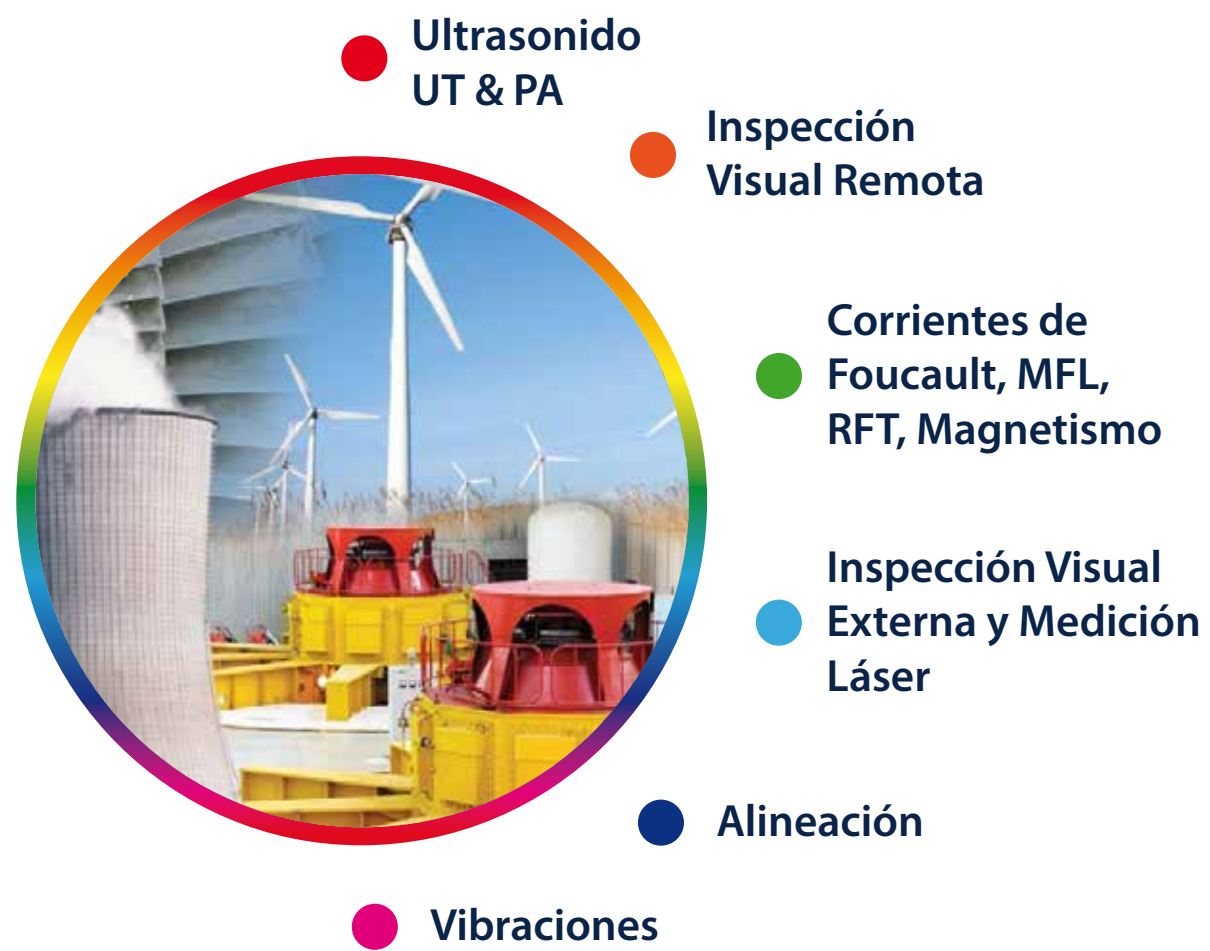 Ultrasonido
UT & PA
Inspección
Visual Remota
Corrientes de
Foucault, MFL,
RFT, Magnetismo
Inspección Visual
Externa y Medición
Láser
Alineación
Vibraciones